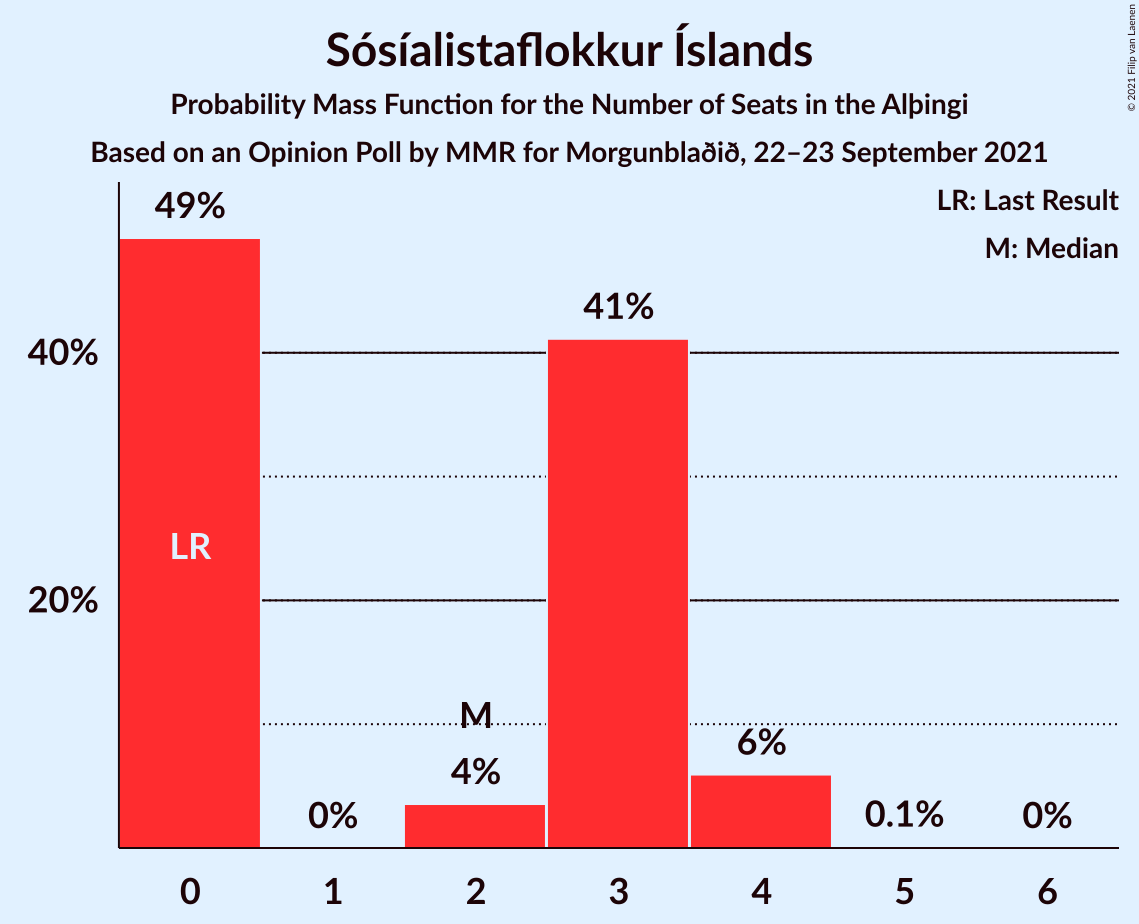 Sósíalistaflokkur Íslands
Probability Mass Function for the Number of Seats in the Alþingi
Based on an Opinion Poll by MMR for Morgunblaðið, 22–23 September 2021
© 2021 Filip van Laenen
LR: Last Result
M: Median
49%
41%
40%
LR
20%
M
6%
4%
0%
0.1%
0%
0 1 2 3 4 5 6